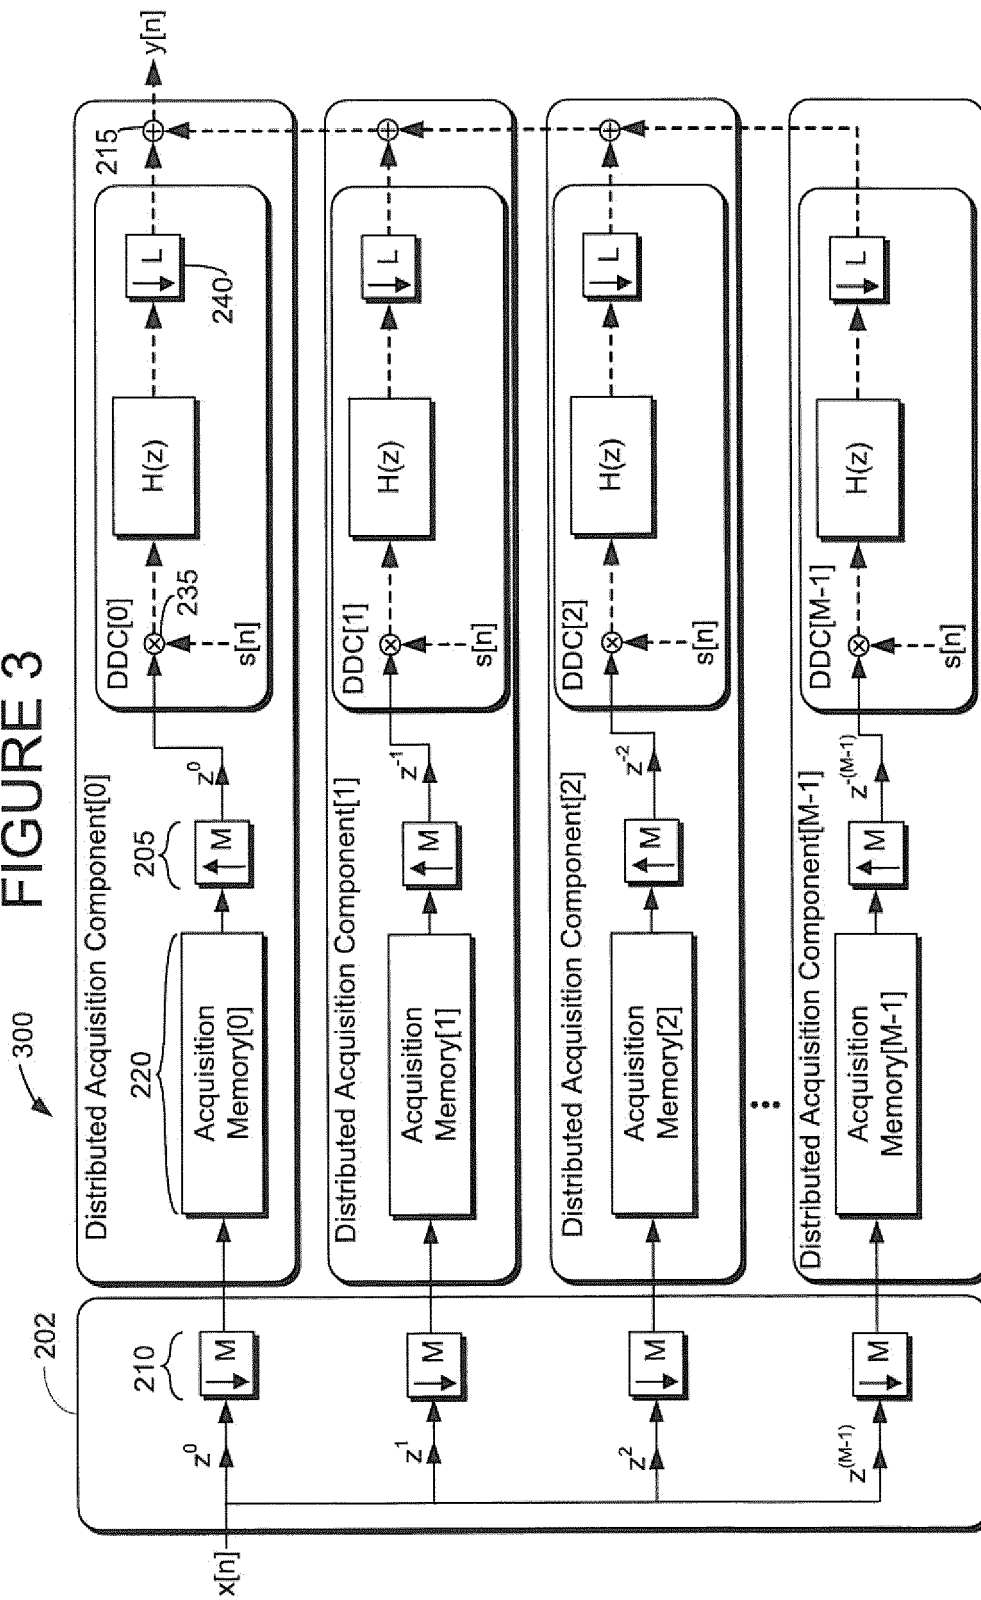 FIGURE 3
300
202
x[n]
z^0
z^1
z^2
z^(M-1)
210
↓ M
↓ M
↓ M
↓ M
Distributed Acquisition Component[0]
220
Acquisition
Memory[0]
205
↑ M
z^0
DDC[0]
235
s[n]
H(z)
↓ L
240
215
y[n]
Distributed Acquisition Component[1]
Acquisition
Memory[1]
↑ M
z^-1
DDC[1]
s[n]
H(z)
↓ L
Distributed Acquisition Component[2]
Acquisition
Memory[2]
↑ M
z^-2
DDC[2]
s[n]
H(z)
↓ L
Distributed Acquisition Component[M-1]
Acquisition
Memory[M-1]
↑ M
z^-(M-1)
DDC[M-1]
s[n]
H(z)
↓ L